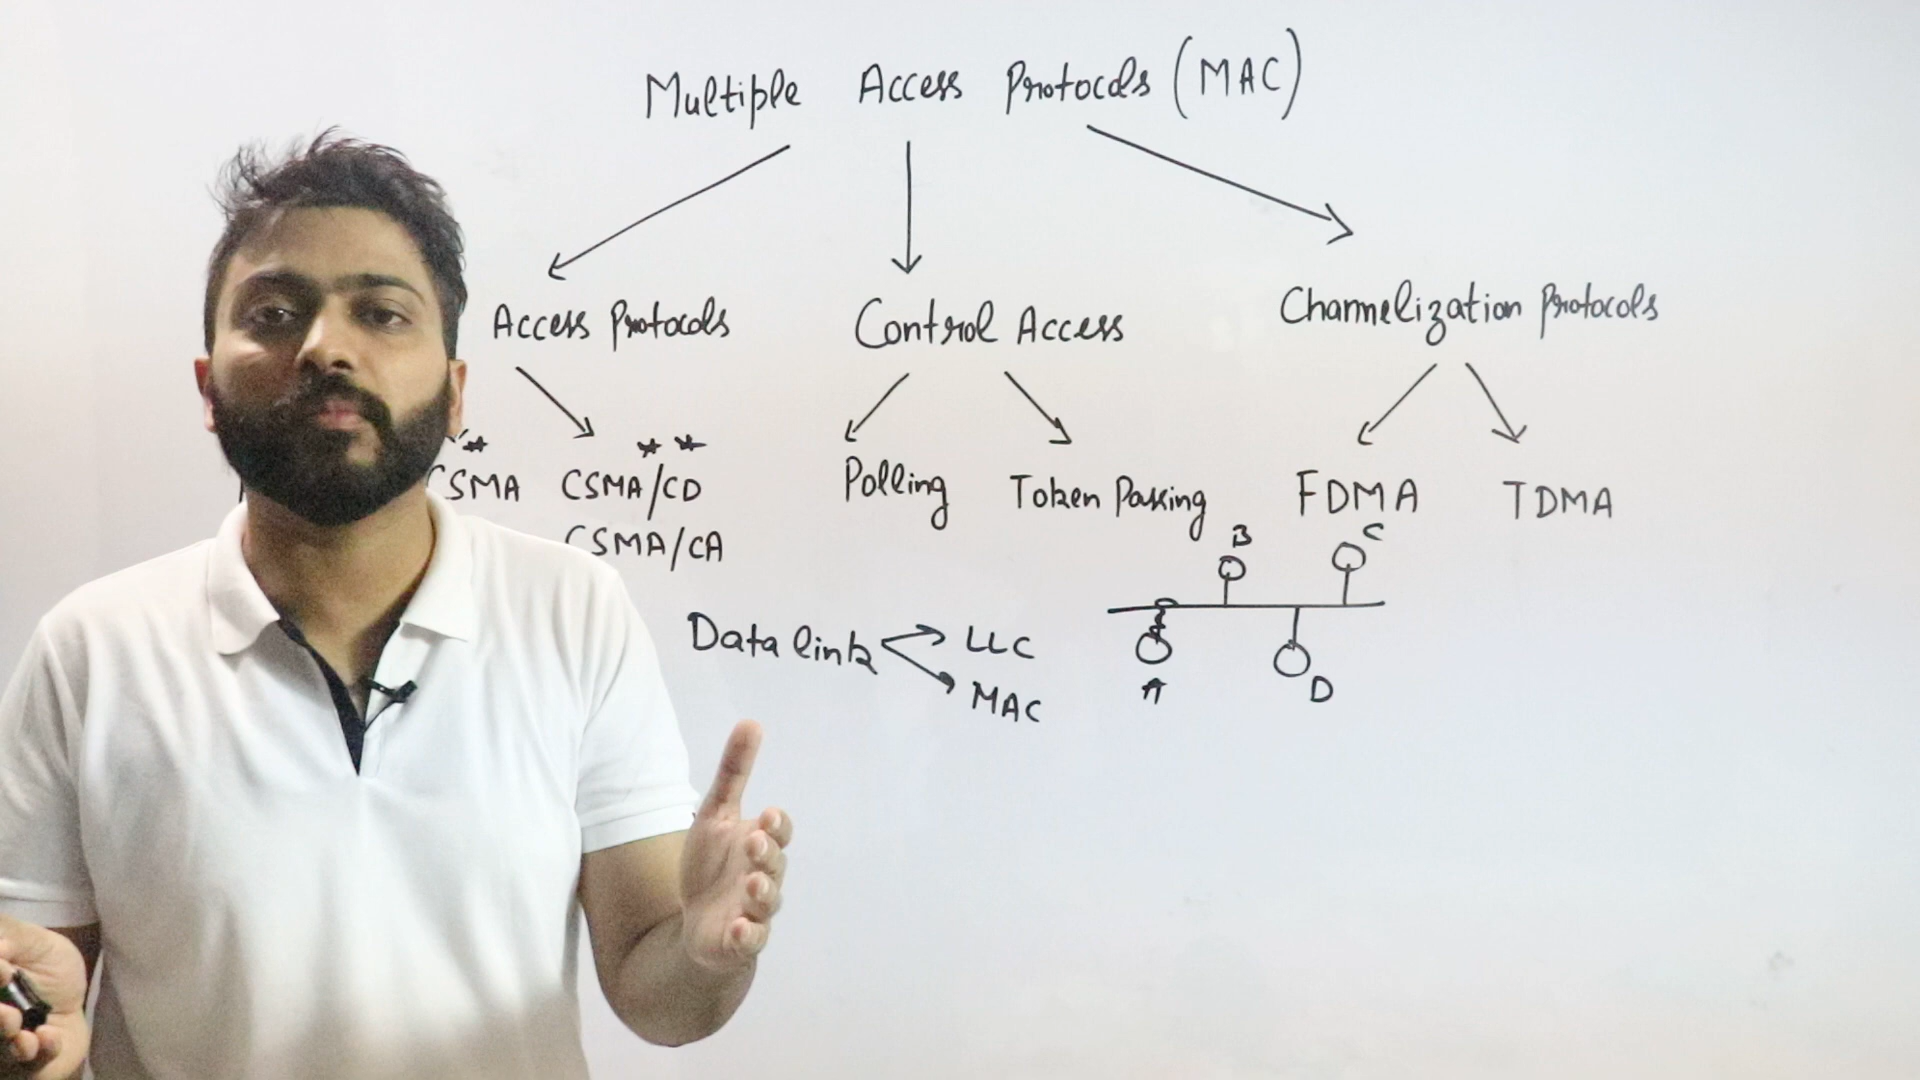 Multiple Access Protocols (MAC)
Access Protocols
Control Access
Channelization Protocols
CSMA
CSMA/CD
CSMA/CA
Polling
Token Passing
FDMA
TDMA
B
C
A
D
Data link
LLC
MAC